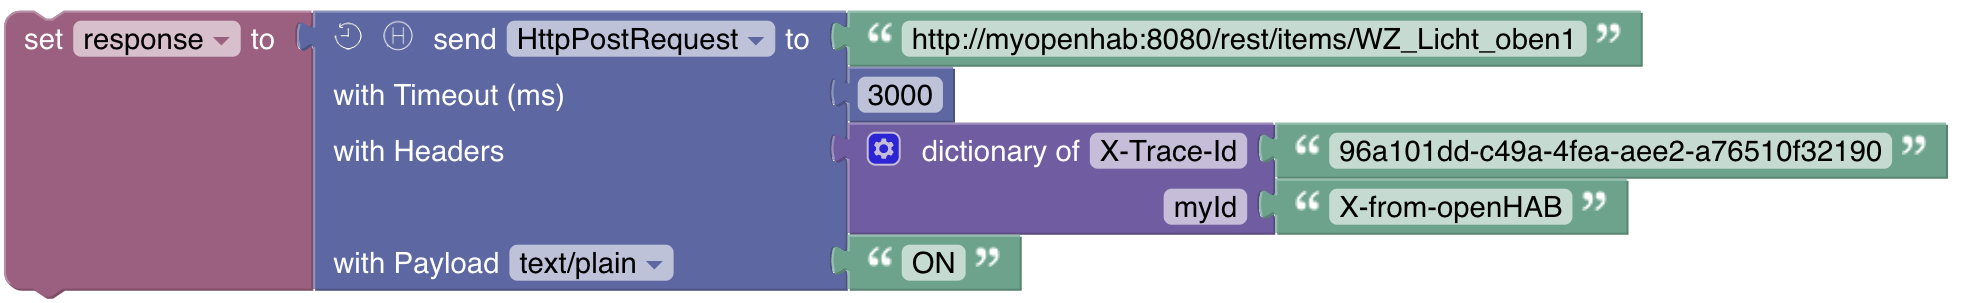 set response to H send HttpPostRequest to “ http://myopenhab:8080/rest/items/WZ_Licht_oben1 ”
with Timeout (ms) 3000
with Headers dictionary of X-Trace-Id “ 96a101dd-c49a-4fea-aee2-a76510f32190 ”
myId “ X-from-openHAB ”
with Payload text/plain “ ON ”